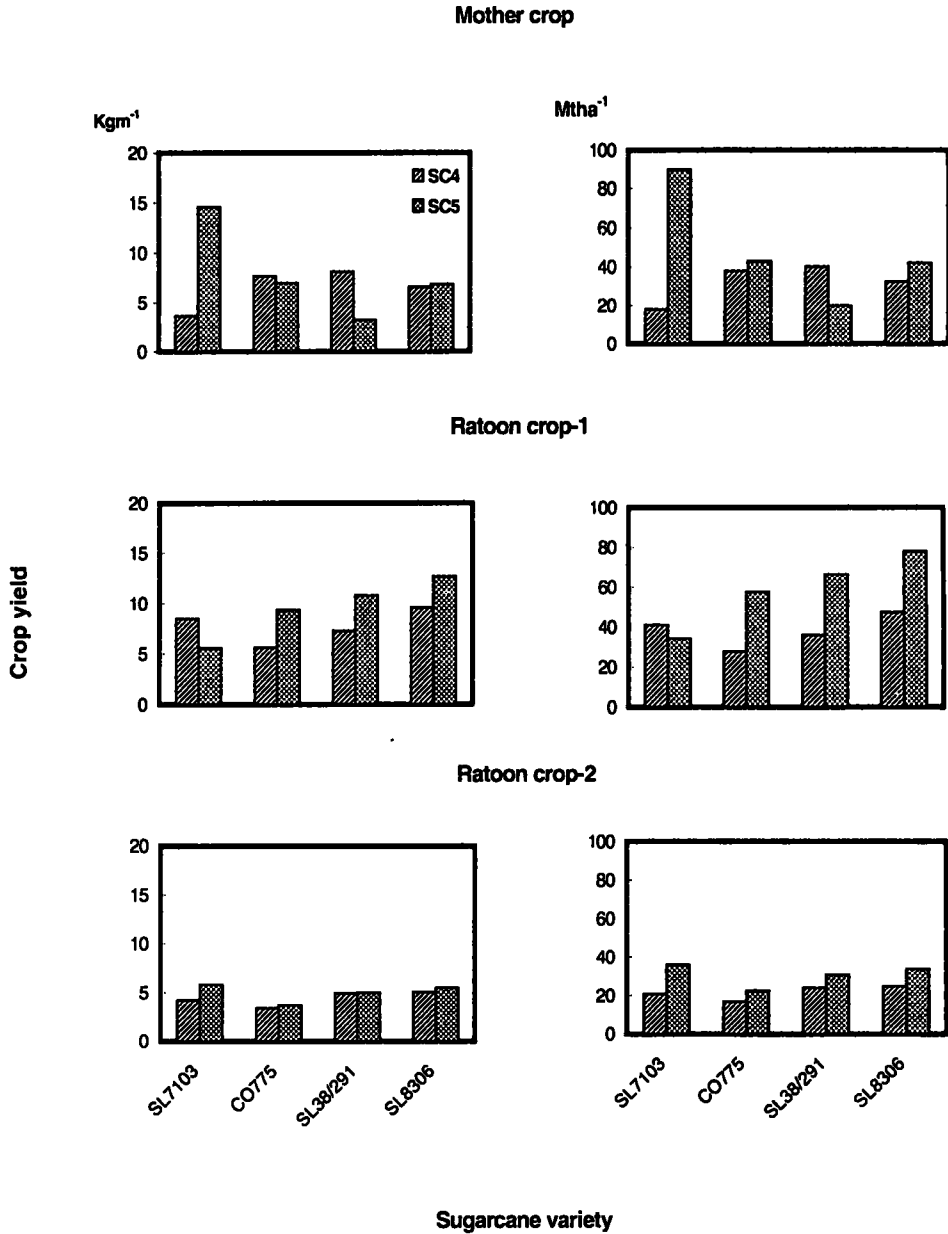 Mother crop
Kgm⁻¹
Mtha⁻¹
20
15
10
5
0
SC4
SC5
100
80
60
40
20
0
Ratoon crop-1
20
15
10
5
0
100
80
60
40
20
0
Crop yield
Ratoon crop-2
20
15
10
5
0
100
80
60
40
20
0
SL7103
CO775
SL38/291
SL8306
SL7103
CO775
SL38/291
SL8306
Sugarcane variety